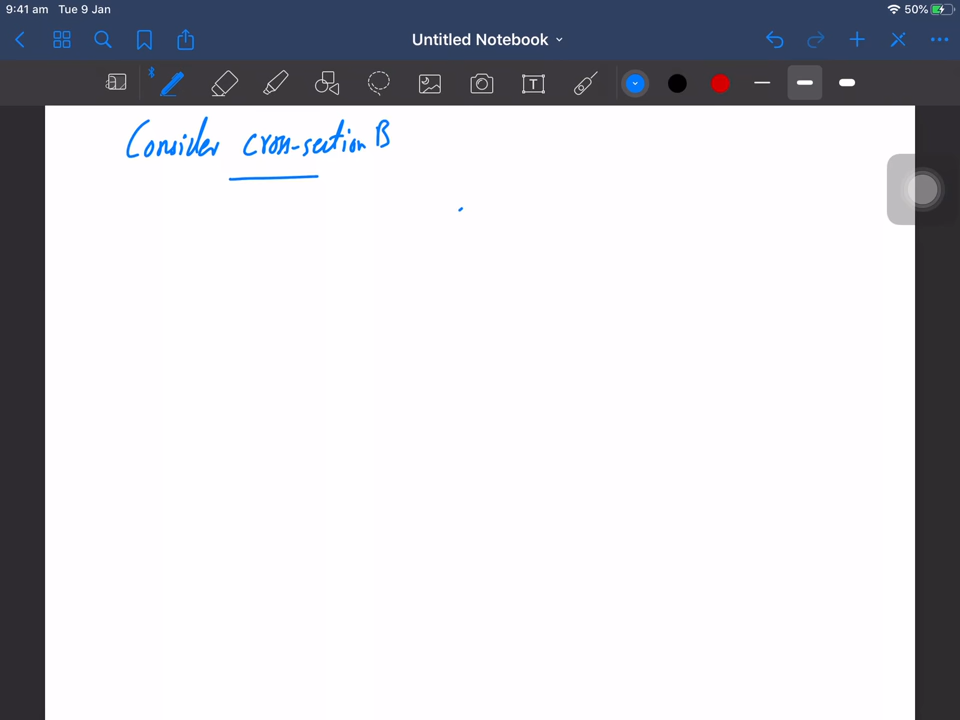 9:41 am Tue 9 Jan
50%
Untitled Notebook
T
Consider cross-section B